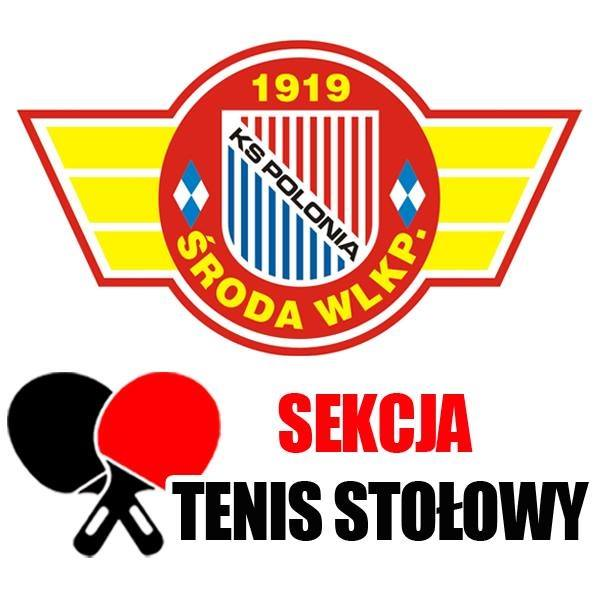 1919
KS POLONIA
ŚRODA WLKP.
SEKCJA
TENIS STOŁOWY